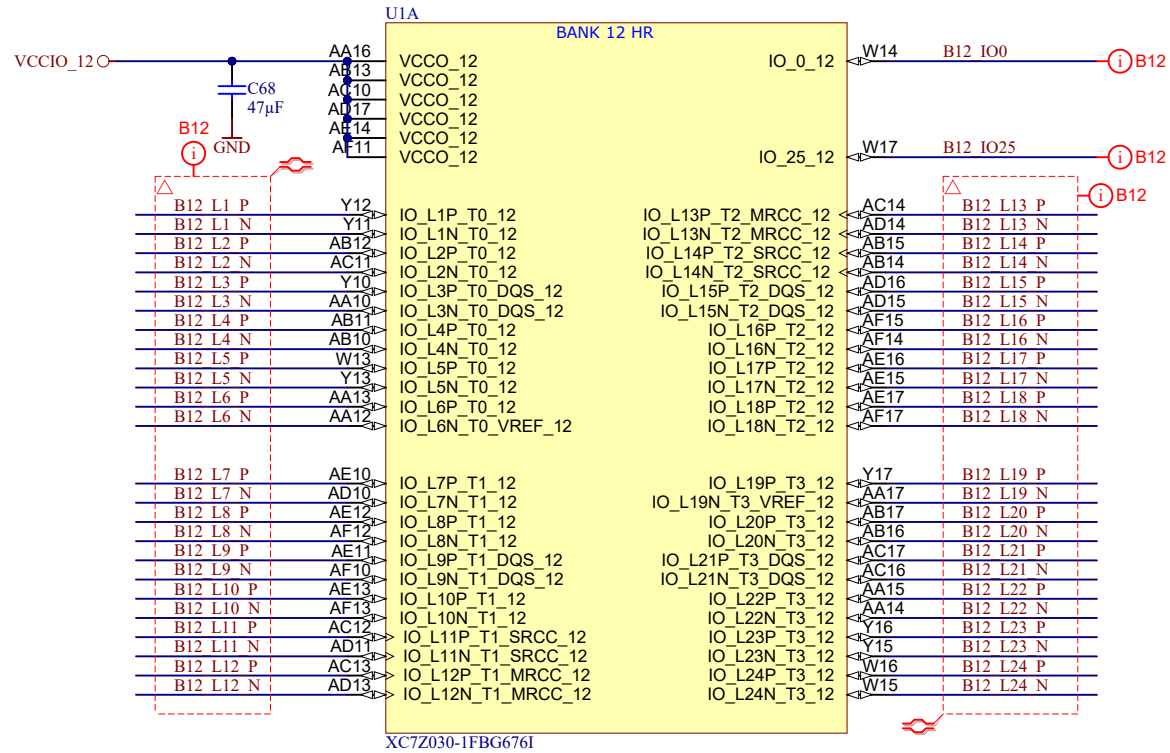 U1A
BANK 12 HR
VCCIO_12
AA16 VCCO_12
AB13 VCCO_12
AC10 VCCO_12
AD17 VCCO_12
AE14 VCCO_12
AF11 VCCO_12
C68
47µF
GND
B12
i
IO_0_12 W14 B12_IO0 i B12
IO_25_12 W17 B12_IO25 i B12
i B12
B12_L1_P Y12 IO_L1P_T0_12
B12_L1_N Y11 IO_L1N_T0_12
B12_L2_P AB12 IO_L2P_T0_12
B12_L2_N AC11 IO_L2N_T0_12
B12_L3_P Y10 IO_L3P_T0_DQS_12
B12_L3_N AA10 IO_L3N_T0_DQS_12
B12_L4_P AB11 IO_L4P_T0_12
B12_L4_N AB10 IO_L4N_T0_12
B12_L5_P W13 IO_L5P_T0_12
B12_L5_N Y13 IO_L5N_T0_12
B12_L6_P AA13 IO_L6P_T0_12
B12_L6_N AA12 IO_L6N_T0_VREF_12
B12_L7_P AE10 IO_L7P_T1_12
B12_L7_N AD10 IO_L7N_T1_12
B12_L8_P AE12 IO_L8P_T1_12
B12_L8_N AF12 IO_L8N_T1_12
B12_L9_P AE11 IO_L9P_T1_DQS_12
B12_L9_N AF10 IO_L9N_T1_DQS_12
B12_L10_P AE13 IO_L10P_T1_12
B12_L10_N AF13 IO_L10N_T1_12
B12_L11_P AC12 IO_L11P_T1_SRCC_12
B12_L11_N AD11 IO_L11N_T1_SRCC_12
B12_L12_P AC13 IO_L12P_T1_MRCC_12
B12_L12_N AD13 IO_L12N_T1_MRCC_12
IO_L13P_T2_MRCC_12 AC14 B12_L13_P
IO_L13N_T2_MRCC_12 AD14 B12_L13_N
IO_L14P_T2_SRCC_12 AB15 B12_L14_P
IO_L14N_T2_SRCC_12 AB14 B12_L14_N
IO_L15P_T2_DQS_12 AD16 B12_L15_P
IO_L15N_T2_DQS_12 AD15 B12_L15_N
IO_L16P_T2_12 AF15 B12_L16_P
IO_L16N_T2_12 AF14 B12_L16_N
IO_L17P_T2_12 AE16 B12_L17_P
IO_L17N_T2_12 AE15 B12_L17_N
IO_L18P_T2_12 AE17 B12_L18_P
IO_L18N_T2_12 AF17 B12_L18_N
IO_L19P_T3_12 Y17 B12_L19_P
IO_L19N_T3_VREF_12 AA17 B12_L19_N
IO_L20P_T3_12 AB17 B12_L20_P
IO_L20N_T3_12 AB16 B12_L20_N
IO_L21P_T3_DQS_12 AC17 B12_L21_P
IO_L21N_T3_DQS_12 AC16 B12_L21_N
IO_L22P_T3_12 AA15 B12_L22_P
IO_L22N_T3_12 AA14 B12_L22_N
IO_L23P_T3_12 Y16 B12_L23_P
IO_L23N_T3_12 Y15 B12_L23_N
IO_L24P_T3_12 W16 B12_L24_P
IO_L24N_T3_12 W15 B12_L24_N
XC7Z030-1FBG676I